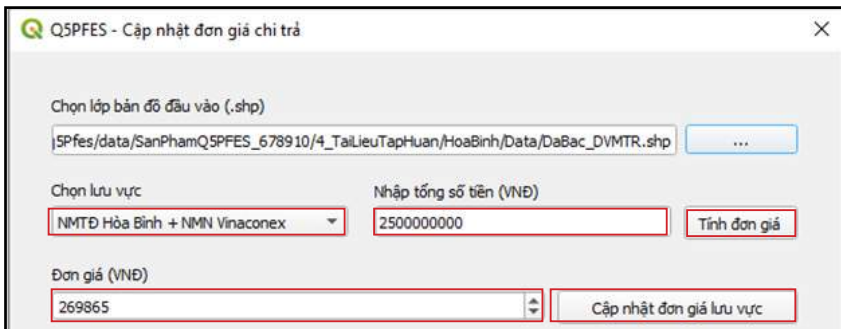 Q5PFES - Cập nhật đơn giá chi trả
Chọn lớp bản đồ đầu vào (.shp)
q5Pfes/data/SanPhamQ5PFES_678910/4_TaiLieuTapHuan/HoaBinh/Data/DaBac_DVMTR.shp ...
Chọn lưu vực Nhập tổng số tiền (VNĐ)
NMTĐ Hòa Bình + NMN Vinaconex 2500000000 Tính đơn giá
Đơn giá (VNĐ)
269865 Cập nhật đơn giá lưu vực